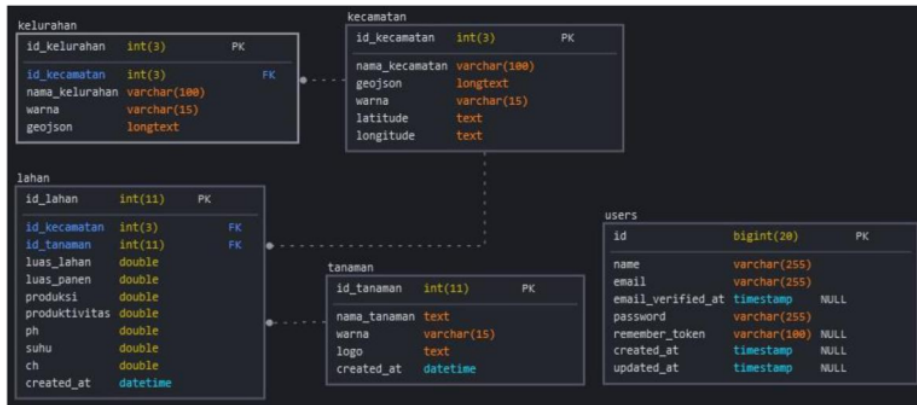 kelurahan
id_kelurahan int(3) PK
id_kecamatan int(3) FK
nama_kelurahan varchar(100)
warna varchar(15)
geojson longtext
kecamatan
id_kecamatan int(3) PK
nama_kecamatan varchar(100)
geojson longtext
warna varchar(15)
latitude text
longitude text
lahan
id_lahan int(11) PK
id_kecamatan int(3) FK
id_tanaman int(11) FK
luas_lahan double
luas_panen double
produksi double
produktivitas double
ph double
suhu double
ch double
created_at datetime
tanaman
id_tanaman int(11) PK
nama_tanaman text
warna varchar(15)
logo text
created_at datetime
users
id bigint(20) PK
name varchar(255)
email varchar(255)
email_verified_at timestamp NULL
password varchar(255)
remember_token varchar(100) NULL
created_at timestamp NULL
updated_at timestamp NULL